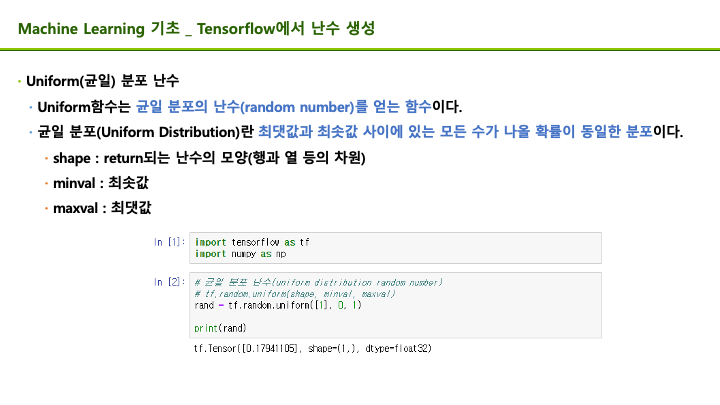 Machine Learning 기초 _ Tensorflow에서 난수 생성
• Uniform(균일) 분포 난수
• Uniform함수는 균일 분포의 난수(random number)를 얻는 함수이다.
• 균일 분포(Uniform Distribution)란 최댓값과 최솟값 사이에 있는 모든 수가 나올 확률이 동일한 분포이다.
• shape : return되는 난수의 모양(행과 열 등의 차원)
• minval : 최솟값
• maxval : 최댓값
In [1]: import tensorflow as tf
import numpy as np
In [2]: # 균일 분포 난수(uniform distribution random number)
# tf.random.uniform(shape, minval, maxval)
rand = tf.random.uniform([1], 0, 1)
print(rand)
tf.Tensor([0.17941105], shape=(1,), dtype=float32)